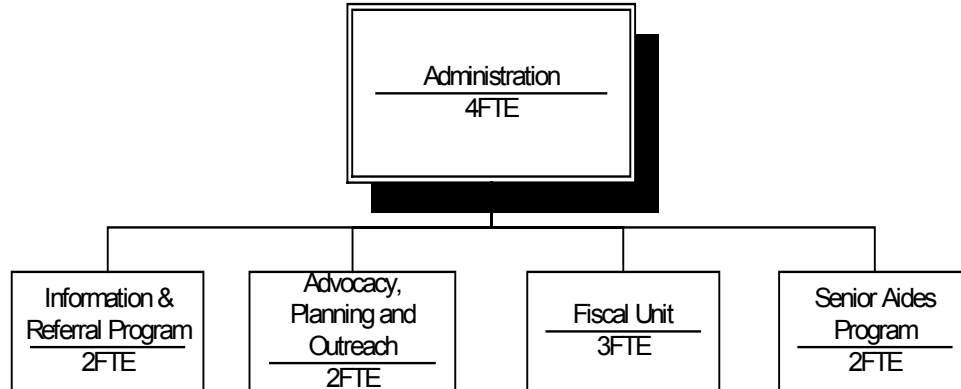 Administration
4FTE
Information &
Referral Program
2FTE
Advocacy,
Planning and
Outreach
2FTE
Fiscal Unit
3FTE
Senior Aides
Program
2FTE